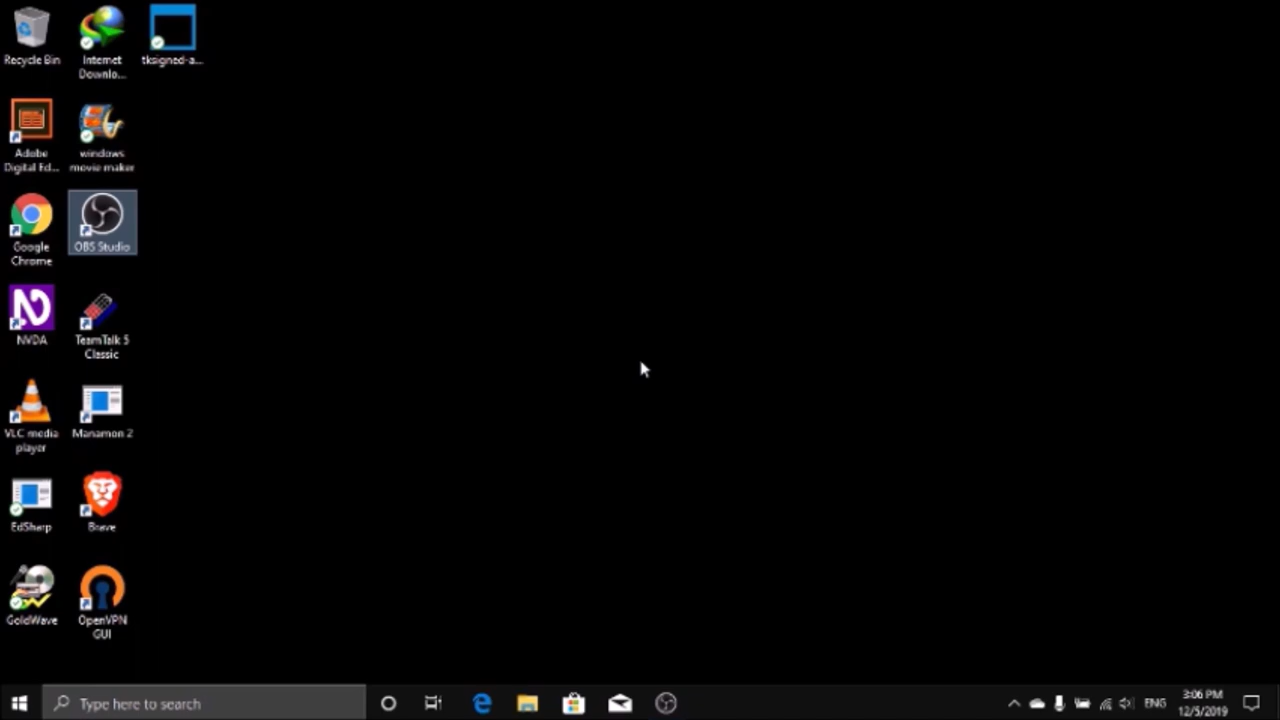 Recycle Bin
Internet
Downlo...
tksigned-a...
Adobe
Digital Ed...
windows
movie maker
Google
Chrome
OBS Studio
NVDA
TeamTalk 5
Classic
VLC media
player
Manamon 2
EdSharp
Brave
GoldWave
OpenVPN
GUI
Type here to search
ENG
3:06 PM
12/5/2019